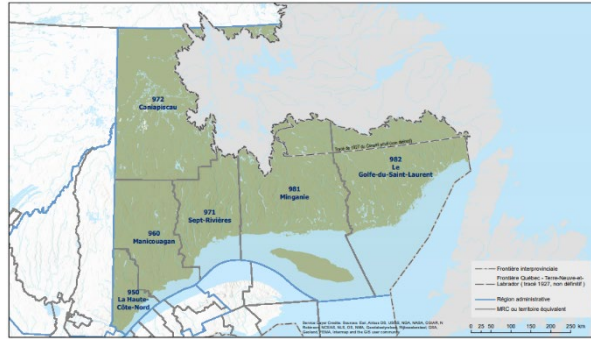 972
Caniapiscau
982
Le
Golfe-du-Saint-Laurent
981
Minganie
971
Sept-Rivières
960
Manicouagan
950
La Haute-
Côte-Nord
Frontière interprovinciale
Frontière Québec - Terre-Neuve-et-
Labrador (tracé 1927, non définitif)
Région administrative
MRC ou territoire équivalent
0 25 50 100 150 200 250 km